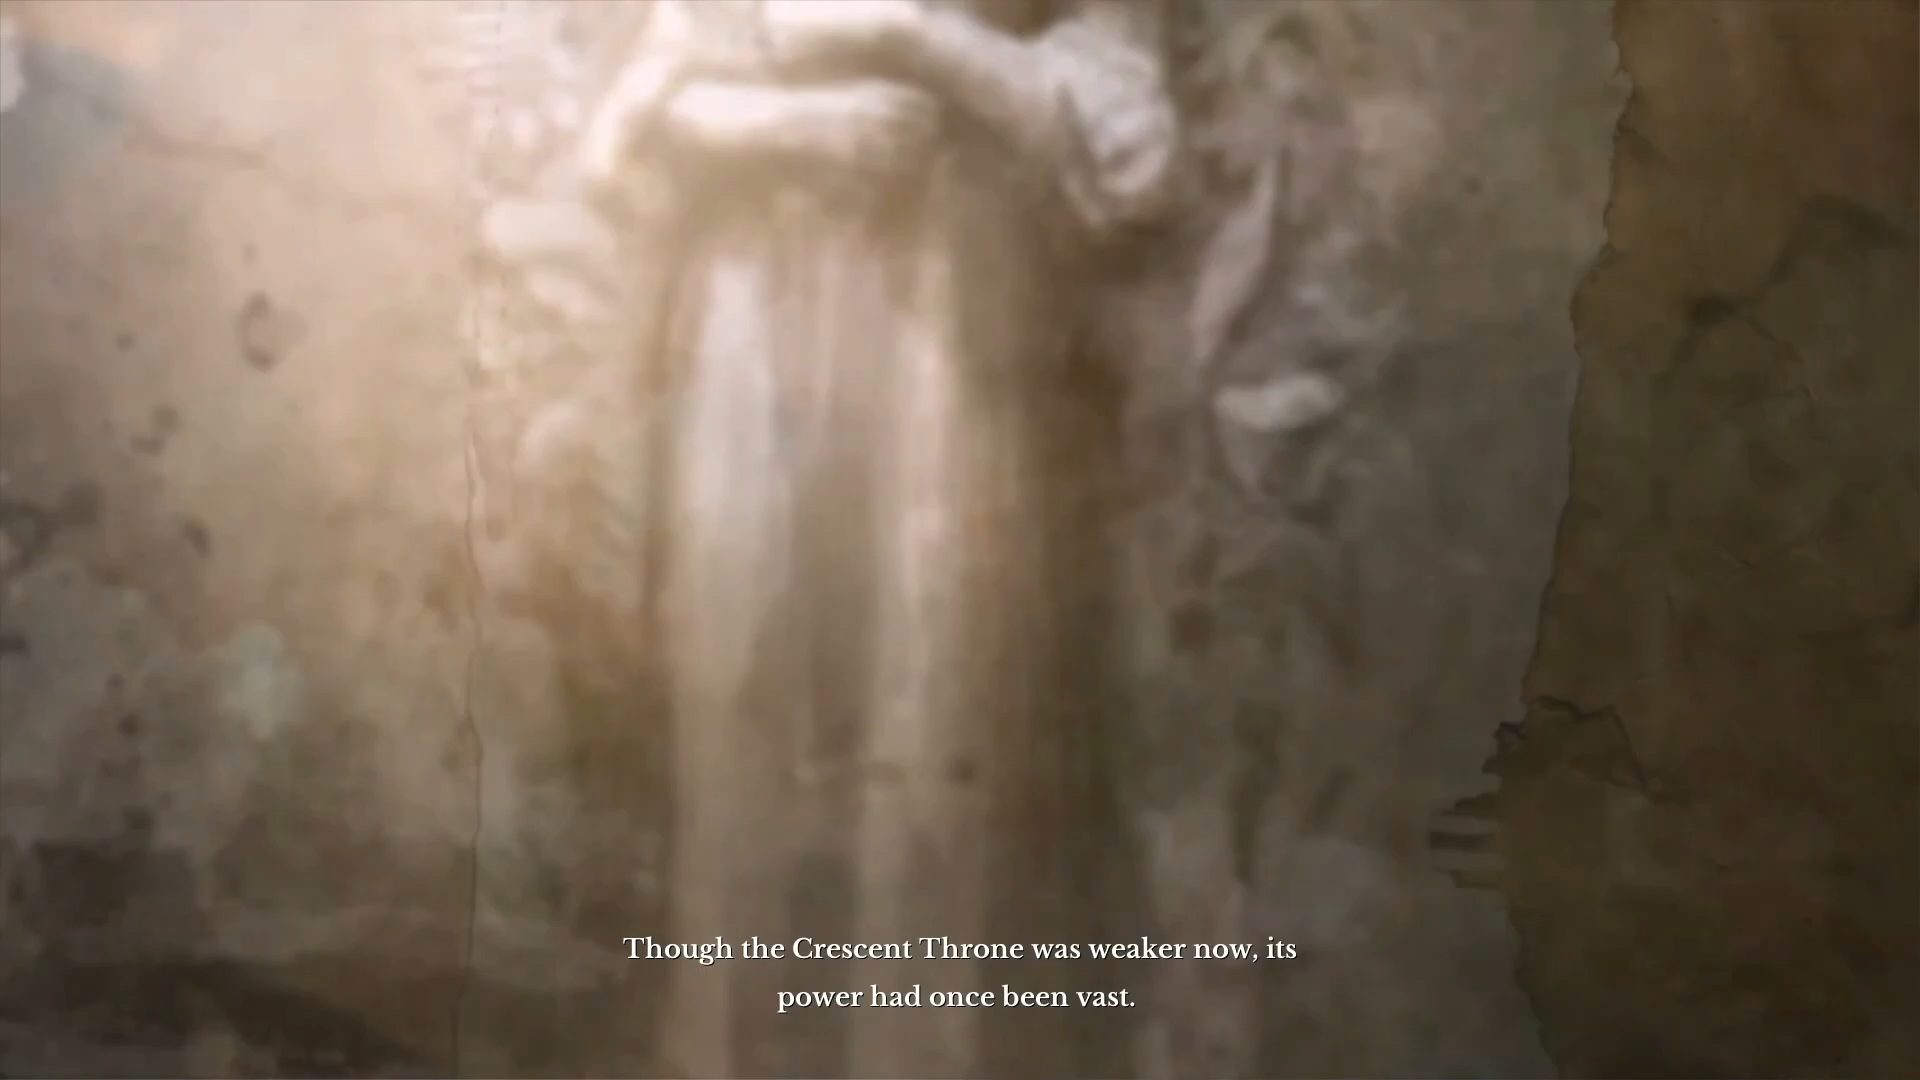 Though the Crescent Throne was weaker now, its
power had once been vast.